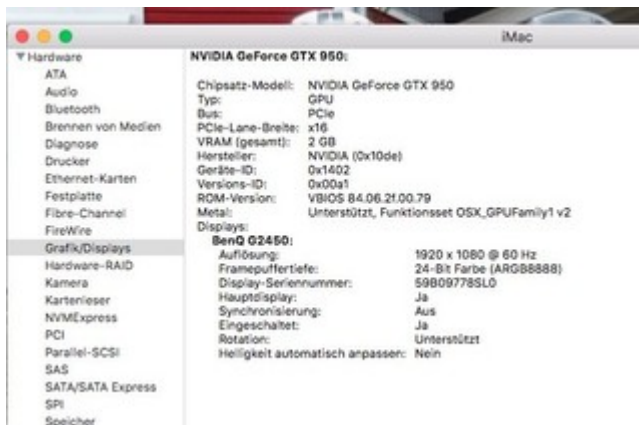 iMac
Hardware
ATA
Audio
Bluetooth
Brennen von Medien
Diagnose
Drucker
Ethernet-Karten
Festplatte
Fibre-Channel
FireWire
Grafik/Displays
Hardware-RAID
Kamera
Kartenleser
NVMExpress
PCI
Parallel-SCSI
SAS
SATA/SATA Express
SPI
Speicher
NVIDIA GeForce GTX 950:
Chipsatz-Modell: NVIDIA GeForce GTX 950
Typ: GPU
Bus: PCIe
PCIe-Lane-Breite: x16
VRAM (gesamt): 2 GB
Hersteller: NVIDIA (0x10de)
Geräte-ID: 0x1402
Versions-ID: 0x00a1
ROM-Version: VBIOS 84.06.2f.00.79
Metal: Unterstützt, Funktionsset OSX_GPUFamily1 v2
Displays:
BenQ G2450:
Auflösung: 1920 x 1080 @ 60 Hz
Framepuffertiefe: 24-Bit Farbe (ARGB8888)
Display-Seriennummer: 59B09778SL0
Hauptdisplay: Ja
Synchronisierung: Aus
Eingeschaltet: Ja
Rotation: Unterstützt
Helligkeit automatisch anpassen: Nein